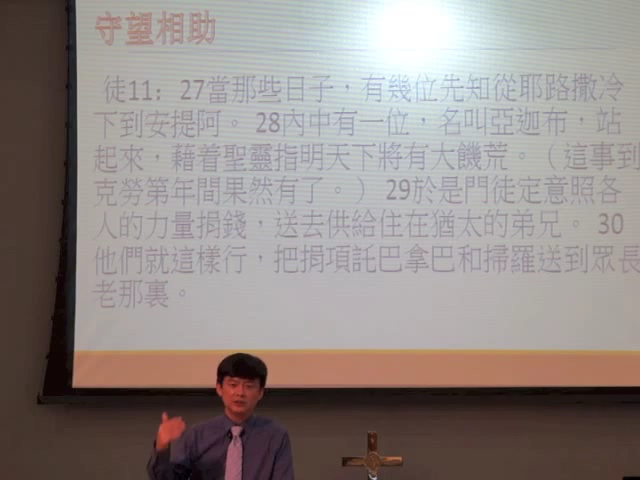 守望相助
徒11：27當那些日子，有幾位先知從耶路撒冷
下到安提阿。28內中有一位，名叫亞迦布，站
起來，藉着聖靈指明天下將有大饑荒。（這事到
克勞第年間果然有了。）29於是門徒定意照各
人的力量捐錢，送去供給住在猶太的弟兄。30
他們就這樣行，把捐項託巴拿巴和掃羅送到眾長
老那裏。